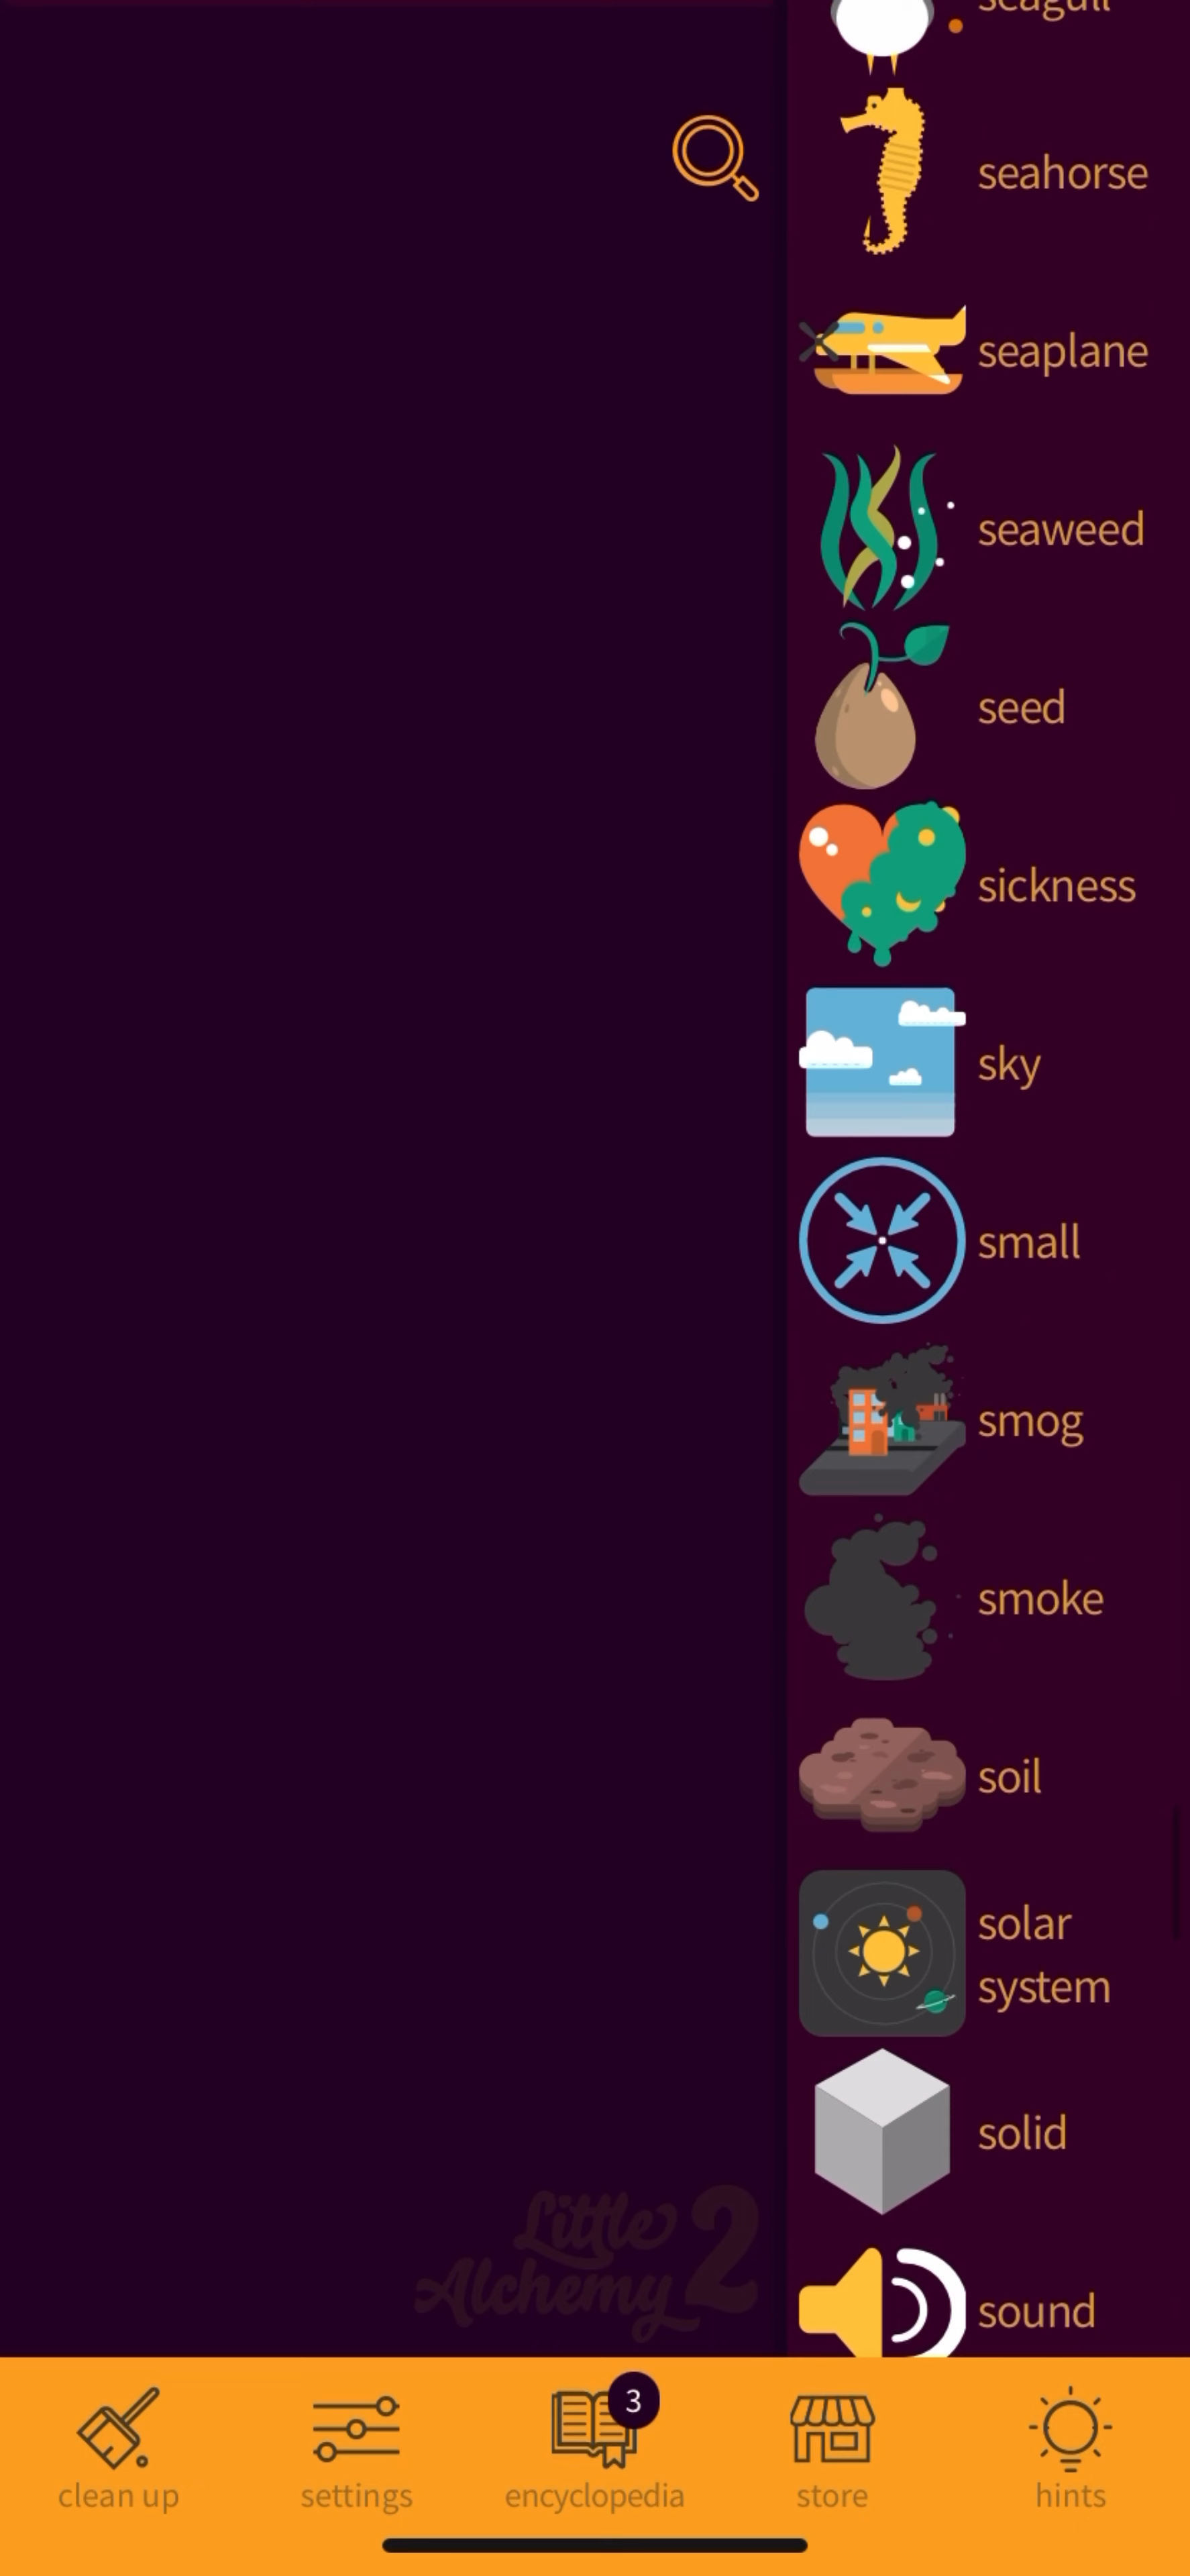 seagull
seahorse
seaplane
seaweed
seed
sickness
sky
small
smog
smoke
soil
solar
system
solid
sound
Little
Alchemy 2
3
clean up
settings
encyclopedia
store
hints